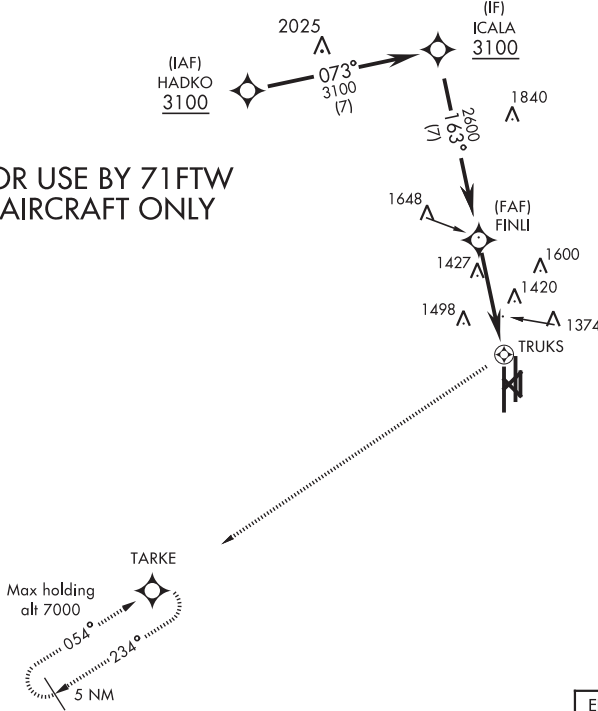 2025
(IAF)
HADKO
3100
073°
3100
(7)
(IF)
ICALA
3100
1840
2600
163°
(7)
OR USE BY 71FTW
AIRCRAFT ONLY
1648
(FAF)
FINLI
1427
1600
1420
1498
1374
TRUKS
TARKE
Max holding
alt 7000
054°
234°
5 NM
E